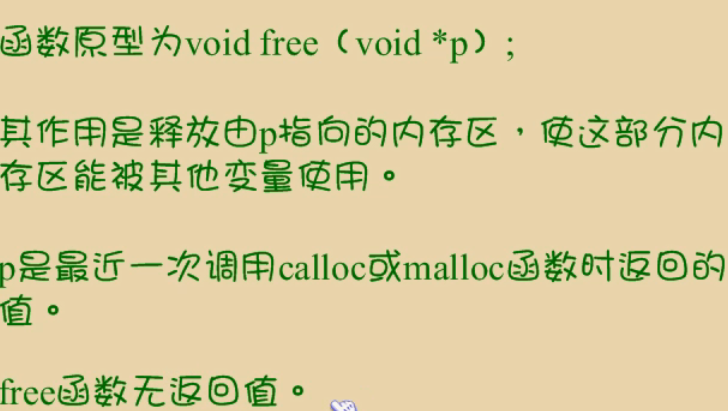 函数原型为void free（void *p）;
其作用是释放由p指向的内存区，使这部分内
存区能被其他变量使用。
p是最近一次调用calloc或malloc函数时返回的
值。
free函数无返回值。